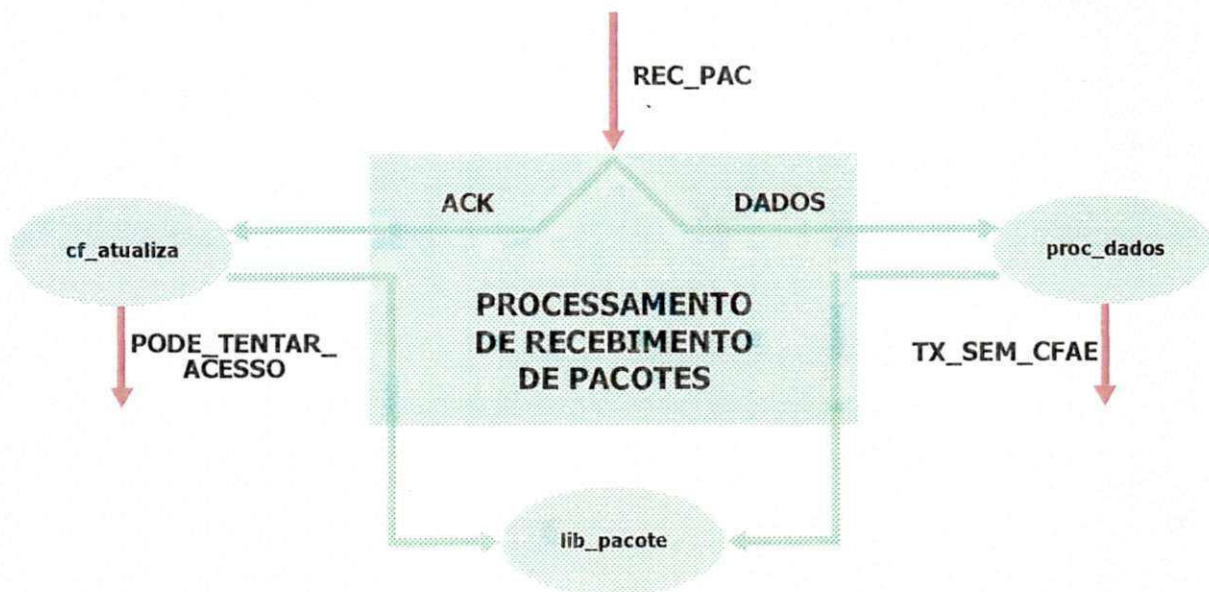 REC_PAC
ACK
DADOS
cf_atualiza
proc_dados
PROCESSAMENTO
DE RECEBIMENTO
DE PACOTES
PODE_TENTAR_
ACESSO
TX_SEM_CFAE
lib_pacote